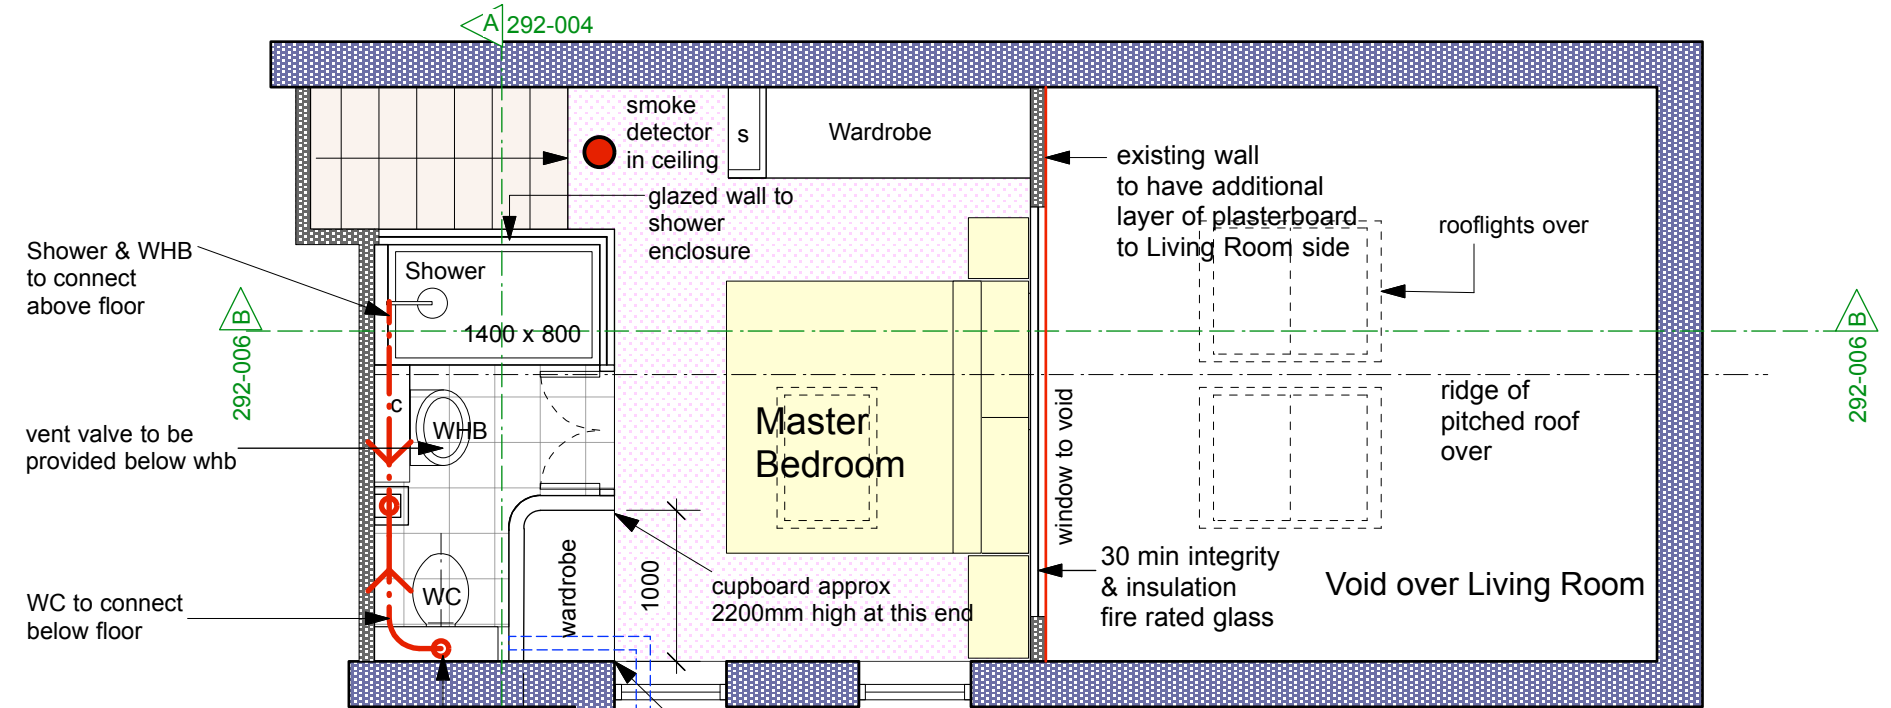 A 292-004
smoke
detector
in ceiling
s
Wardrobe
existing wall
to have additional
layer of plasterboard
to Living Room side
glazed wall to
shower
enclosure
rooflights over
Shower & WHB
to connect
above floor
Shower
1400 x 800
B
292-006
B
292-006
c
WHB
vent valve to be
provided below whb
Master
Bedroom
window to void
ridge of
pitched roof
over
wardrobe
1000
cupboard approx
2200mm high at this end
30 min integrity
& insulation
fire rated glass
Void over Living Room
WC
WC to connect
below floor